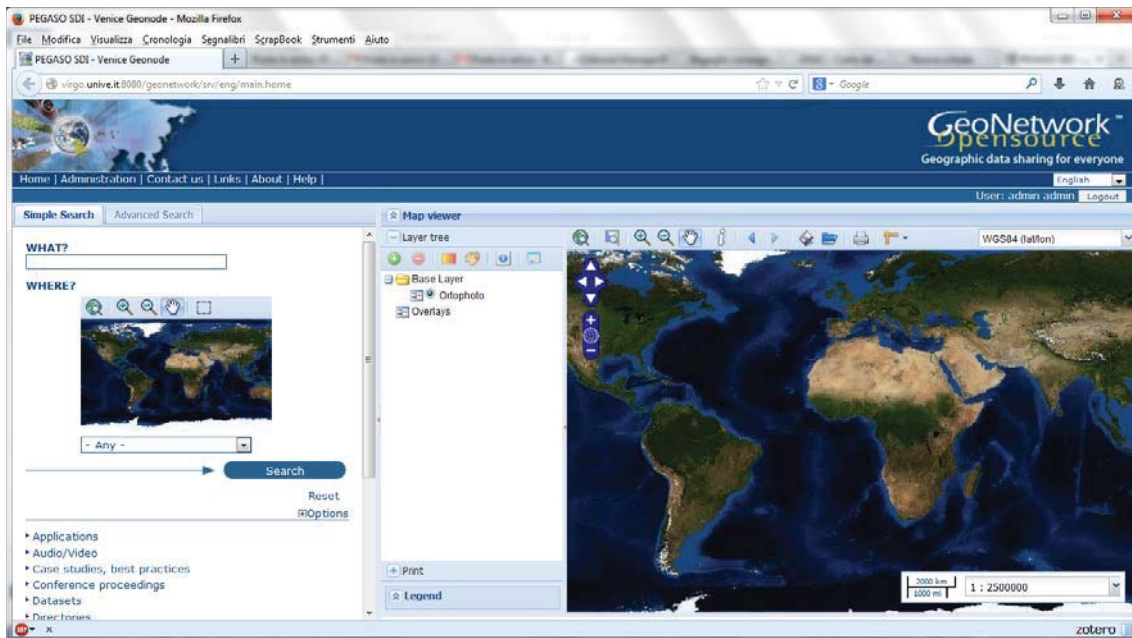 PEGASO SDI - Venice Geonode - Mozilla Firefox
File Modifica Visualizza Cronologia Segnalibri ScrapBook Strumenti Aiuto
PEGASO SDI - Venice Geonode +
virgo.unive.it:8080/geonetwork/srv/eng/main.home
8 - Google
GeoNetwork™
Opensource
Geographic data sharing for everyone
Home | Administration | Contact us | Links | About | Help |
English
User: admin admin Logout
Simple Search Advanced Search
Map viewer
WHAT?
WHERE?
- Any -
Search
Reset
Options
Applications
Audio/Video
Case studies, best practices
Conference proceedings
Datasets
Directories
Layer tree
Base Layer
Ortophoto
Overlays
Print
Legend
WGS84 (lat/lon)
2000 km
1000 mi
1 : 2500000
ABP
x
zotero